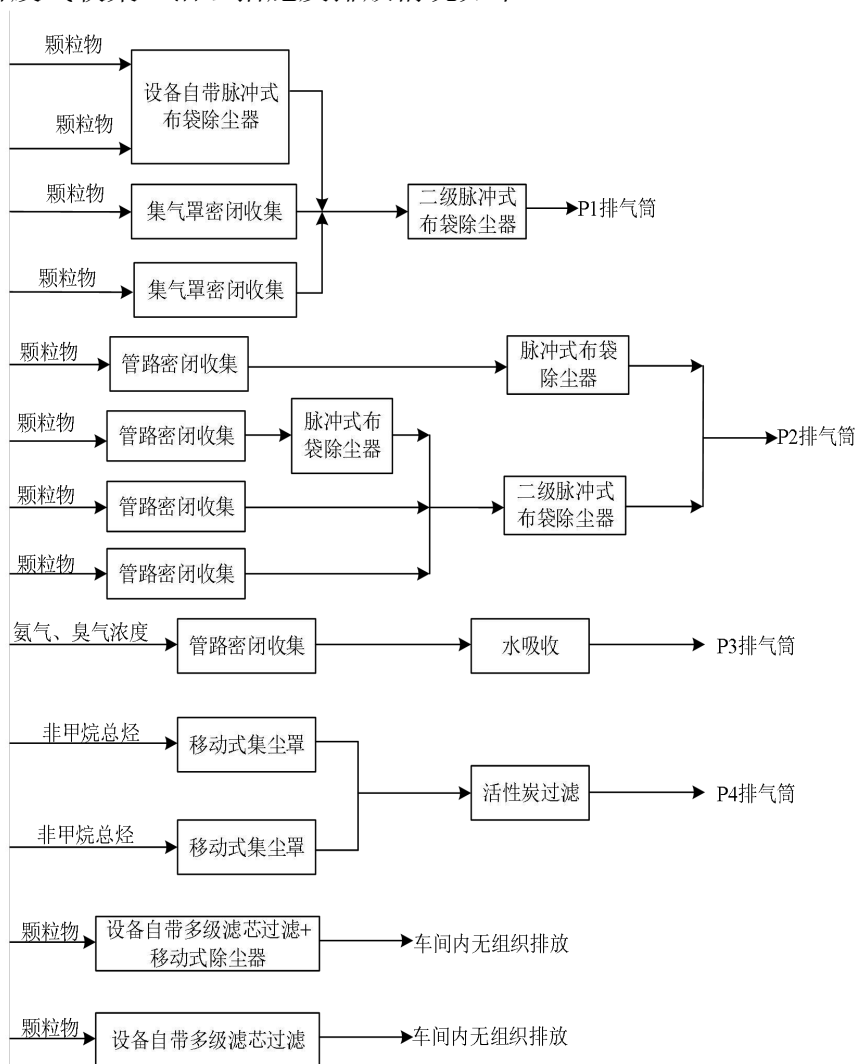 颗粒物
设备自带脉冲式
布袋除尘器
颗粒物
颗粒物
集气罩密闭收集
二级脉冲式
布袋除尘器
P1排气筒
颗粒物
集气罩密闭收集
颗粒物
管路密闭收集
脉冲式布袋
除尘器
颗粒物
管路密闭收集
脉冲式布
袋除尘器
P2排气筒
颗粒物
管路密闭收集
二级脉冲式
布袋除尘器
颗粒物
管路密闭收集
氨气、臭气浓度
管路密闭收集
水吸收
P3排气筒
非甲烷总烃
移动式集尘罩
活性炭过滤
P4排气筒
非甲烷总烃
移动式集尘罩
颗粒物
设备自带多级滤芯过滤+
移动式除尘器
车间内无组织排放
颗粒物
设备自带多级滤芯过滤
车间内无组织排放